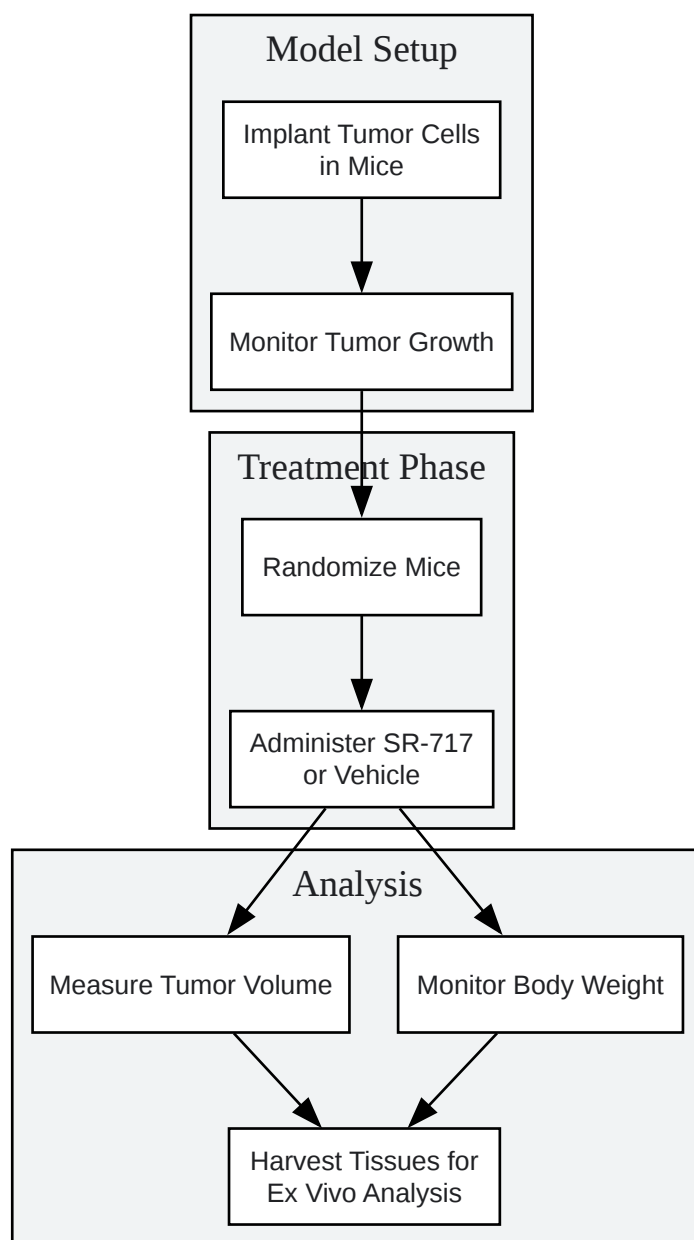 Model Setup
Implant Tumor Cells
in Mice
Monitor Tumor Growth
Treatment Phase
Randomize Mice
Administer SR-717
or Vehicle
Analysis
Measure Tumor Volume
Monitor Body Weight
Harvest Tissues for
Ex Vivo Analysis